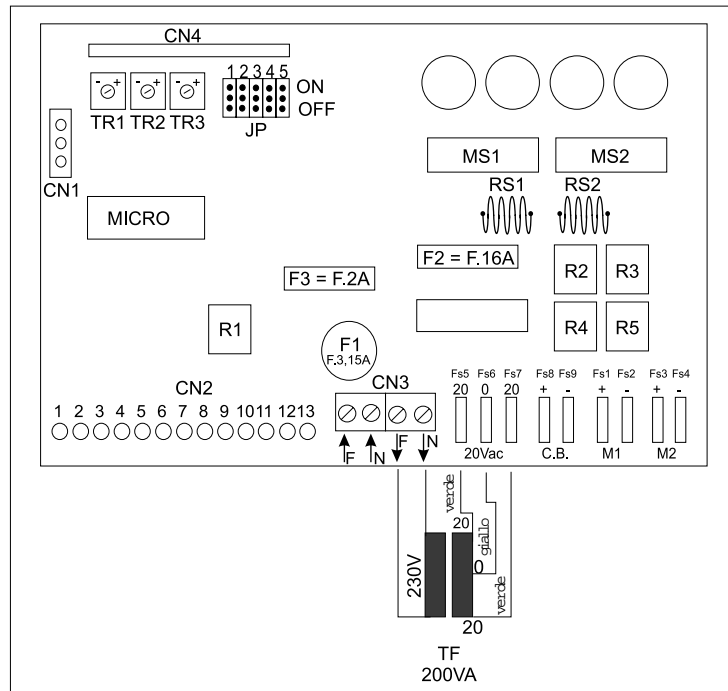 CN4
1 2 3 4 5
ON
OFF
JP
- + - + - +
TR1 TR2 TR3
CN1
MICRO
MS1 MS2
RS1 RS2
F2 = F.16A
F3 = F.2A
R2 R3
R1
R4 R5
F1
F.3,15A
CN2
CN3
1 2 3 4 5 6 7 8 9 10 11 12 13
Fs5 Fs6 Fs7 Fs8 Fs9 Fs1 Fs2 Fs3 Fs4
20 0 20 + - + - + -
F N F N
20Vac C.B. M1 M2
verde
20
giallo
230V
0
verde
20
TF
200VA